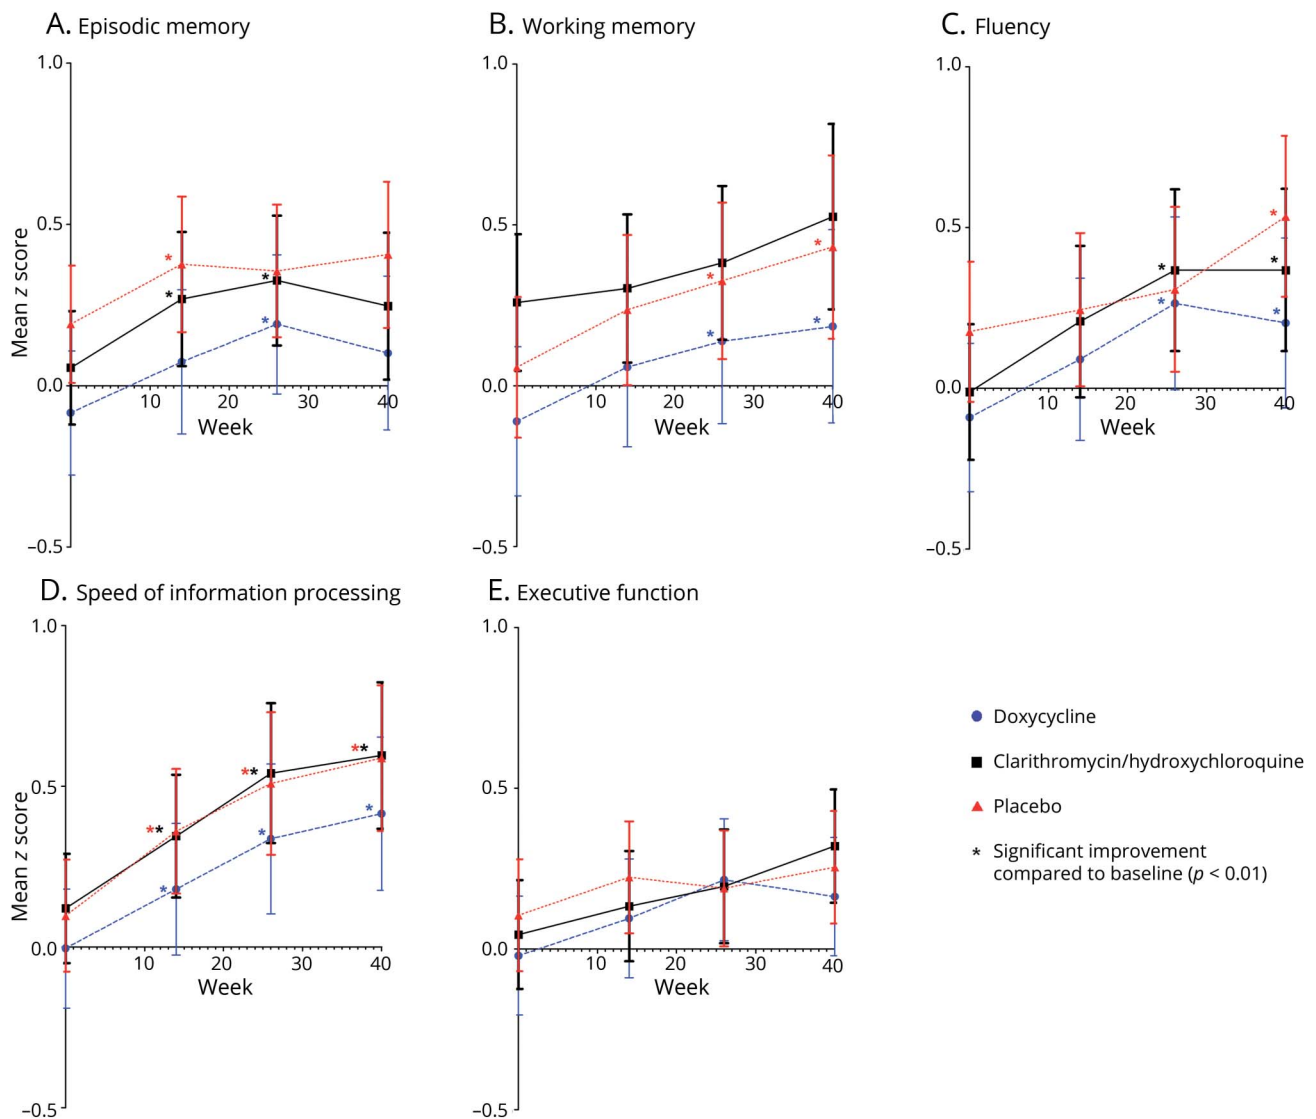 A. Episodic memory
1.0
0.5
0.0
−0.5
Mean z score
10 20 30 40
Week
* * * *
B. Working memory
1.0
0.5
0.0
−0.5
10 20 30 40
Week
* * * *
C. Fluency
1.0
0.5
0.0
−0.5
10 20 30 40
Week
* * * * *
D. Speed of information processing
1.0
0.5
0.0
−0.5
Mean z score
10 20 30 40
Week
** * ** * ** *
E. Executive function
1.0
0.5
0.0
−0.5
10 20 30 40
Week
Doxycycline
Clarithromycin/hydroxychloroquine
Placebo
* Significant improvement
compared to baseline (p < 0.01)